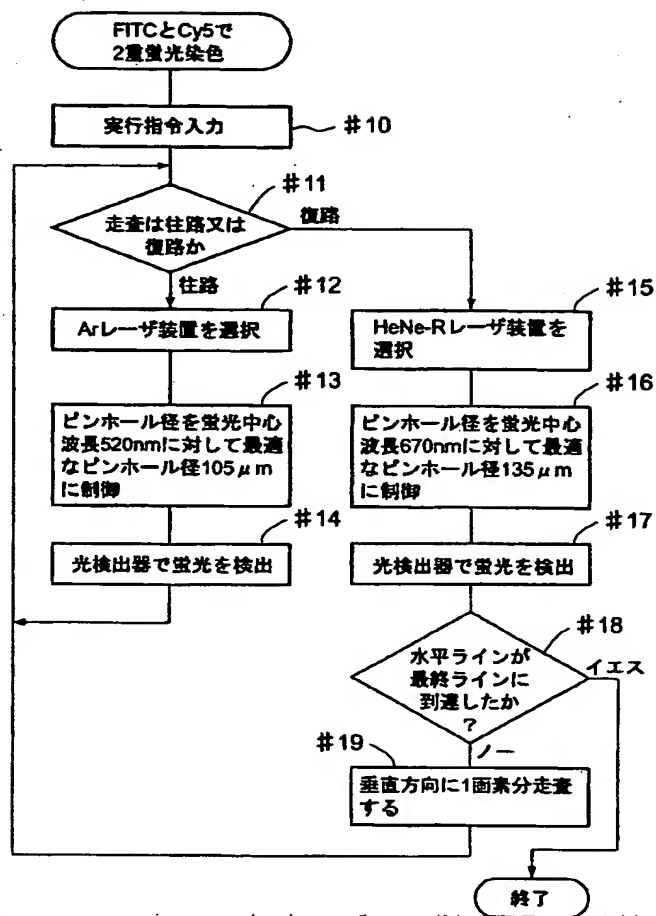 FITCとCy5で
2重蛍光染色
実行指令入力
#10
#11
走査は往路又は
復路か
復路
往路
#12
Arレーザ装置を選択
#13
ピンホール径を蛍光中心
波長520nmに対して最適
なピンホール径105μm
に制御
#14
光検出器で蛍光を検出
#15
HeNe-Rレーザ装置を
選択
#16
ピンホール径を蛍光中心
波長670nmに対して最適
なピンホール径135μm
に制御
#17
光検出器で蛍光を検出
#18
水平ラインが
最終ラインに
到達したか
?
イエス
ノー
#19
垂直方向に1画素分走査
する
終了